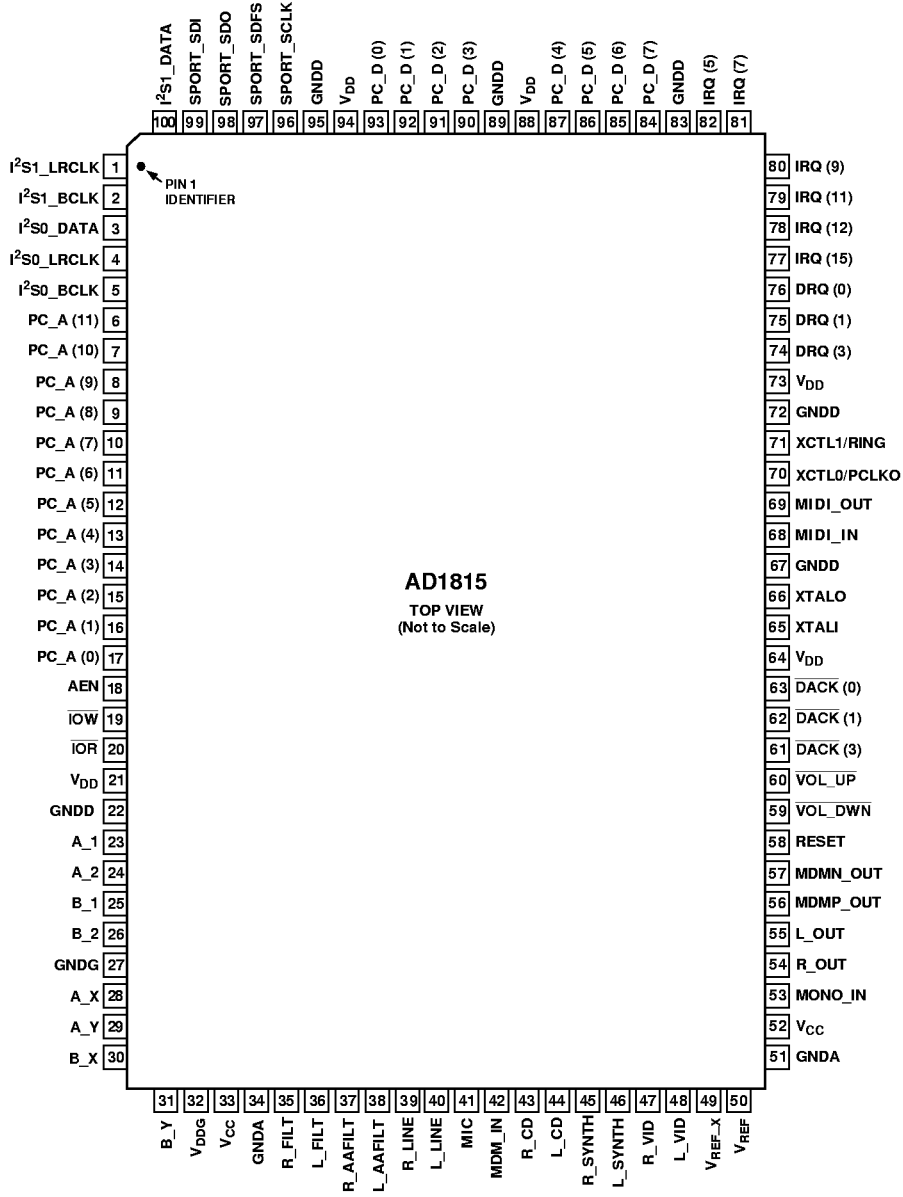 I²S1_DATA
SPORT_SDI
SPORT_SDO
SPORT_SDFS
SPORT_SCLK
GNDD
VDD
PC_D (0)
PC_D (1)
PC_D (2)
PC_D (3)
GNDD
VDD
PC_D (4)
PC_D (5)
PC_D (6)
PC_D (7)
GNDD
IRQ (5)
IRQ (7)
100 99 98 97 96 95 94 93 92 91 90 89 88 87 86 85 84 83 82 81
I²S1_LRCLK 1
I²S1_BCLK 2
I²S0_DATA 3
I²S0_LRCLK 4
I²S0_BCLK 5
PC_A (11) 6
PC_A (10) 7
PC_A (9) 8
PC_A (8) 9
PC_A (7) 10
PC_A (6) 11
PC_A (5) 12
PC_A (4) 13
PC_A (3) 14
PC_A (2) 15
PC_A (1) 16
PC_A (0) 17
AEN 18
IOW 19
IOR 20
VDD 21
GNDD 22
A_1 23
A_2 24
B_1 25
B_2 26
GNDG 27
A_X 28
A_Y 29
B_X 30
PIN 1
IDENTIFIER
AD1815
TOP VIEW
(Not to Scale)
80 IRQ (9)
79 IRQ (11)
78 IRQ (12)
77 IRQ (15)
76 DRQ (0)
75 DRQ (1)
74 DRQ (3)
73 VDD
72 GNDD
71 XCTL1/RING
70 XCTL0/PCLKO
69 MIDI_OUT
68 MIDI_IN
67 GNDD
66 XTALO
65 XTALI
64 VDD
63 DACK (0)
62 DACK (1)
61 DACK (3)
60 VOL_UP
59 VOL_DWN
58 RESET
57 MDMN_OUT
56 MDMP_OUT
55 L_OUT
54 R_OUT
53 MONO_IN
52 VCC
51 GNDA
31 32 33 34 35 36 37 38 39 40 41 42 43 44 45 46 47 48 49 50
B_Y
VDDG
VCC
GNDA
R_FILT
L_FILT
R_AAFILT
L_AAFILT
R_LINE
L_LINE
MIC
MDM_IN
R_CD
L_CD
R_SYNTH
L_SYNTH
R_VID
L_VID
VREF_X
VREF